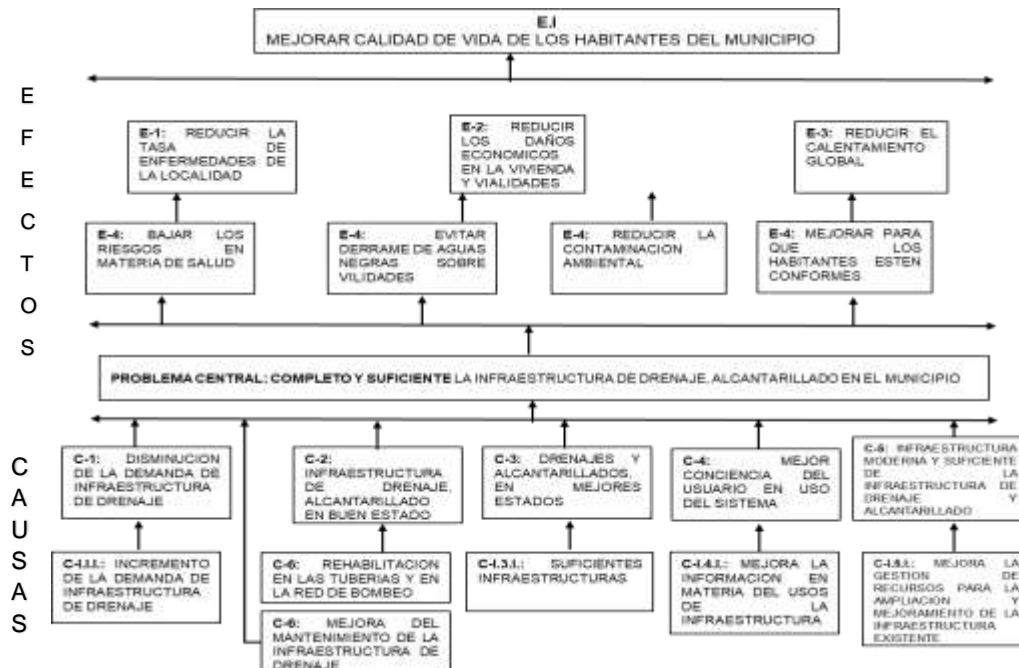 E.I
MEJORAR CALIDAD DE VIDA DE LOS HABITANTES DEL MUNICIPIO
E
F
E
C
T
O
S
E-1: REDUCIR LA
TASA DE
ENFERMEDADES DE
LA LOCALIDAD
E-2: REDUCIR
LOS DAÑOS
ECONOMICOS
EN LA VIVIENDA
Y VIALIDADES
E-3: REDUCIR EL
CALENTAMIENTO
GLOBAL
E-4: BAJAR LOS
RIESGOS EN
MATERIA DE SALUD
E-4: EVITAR
DERRAME DE AGUAS
NEGRAS SOBRE
VILIDADES
E-4: REDUCIR LA
CONTAMINACION
AMBIENTAL
E-4: MEJORAR PARA
QUE LOS
HABITANTES ESTEN
CONFORMES
PROBLEMA CENTRAL: COMPLETO Y SUFICIENTE LA INFRAESTRUCTURA DE DRENAJE, ALCANTARILLADO EN EL MUNICIPIO
C
A
U
S
A
S
C-1: DISMINUCION
DE LA DEMANDA DE
INFRAESTRUCTURA
DE DRENAJE
C-2:
INFRAESTRUCTURA
DE DRENAJE,
ALCANTARILLADO
EN BUEN ESTADO
C-3: DRENAJES Y
ALCANTARILLADOS,
EN MEJORES
ESTADOS
C-4: MEJOR
CONCIENCIA DEL
USUARIO EN USO
DEL SISTEMA
C-5: INFRAESTRUCTURA
MODERNA Y SUFICIENTE
DE LA
INFRAESTRUCTURA DE
DRENAJE Y
ALCANTARILLADO
C-I.I.I.: INCREMENTO
DE LA DEMANDA DE
INFRAESTRUCTURA
DE DRENAJE
C-6: REHABILITACION
EN LAS TUBERIAS Y EN
LA RED DE BOMBEO
C-I.3.I.: SUFICIENTES
INFRAESTRUCTURAS
C-I.4.I.: MEJORA LA
INFORMACION EN
MATERIA DEL USOS
DE LA
INFRAESTRUCTURA
C-I.5.I.: MEJORA LA
GESTION DE
RECURSOS PARA LA
AMPLIACIÓN Y
MEJORAMIENTO DE LA
INFRAESTRUCTURA
EXISTENTE
C-6: MEJORA DEL
MANTENIMIENTO DE LA
INFRAESTRUCTURA DE
DRENAJE